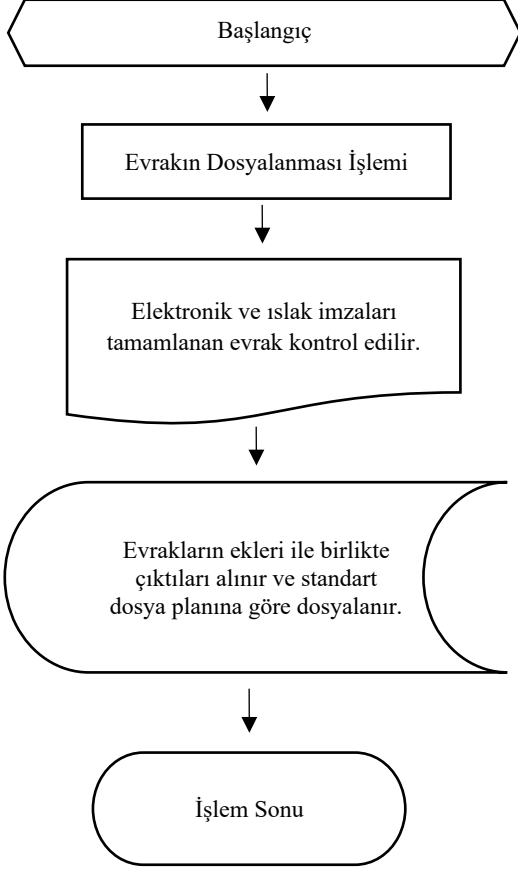 Başlangıç
Evrakın Dosyalanması İşlemi
Elektronik ve ıslak imzaları
tamamlanan evrak kontrol edilir.
Evrakların ekleri ile birlikte
çıktıları alınır ve standart
dosya planına göre dosyalanır.
İşlem Sonu